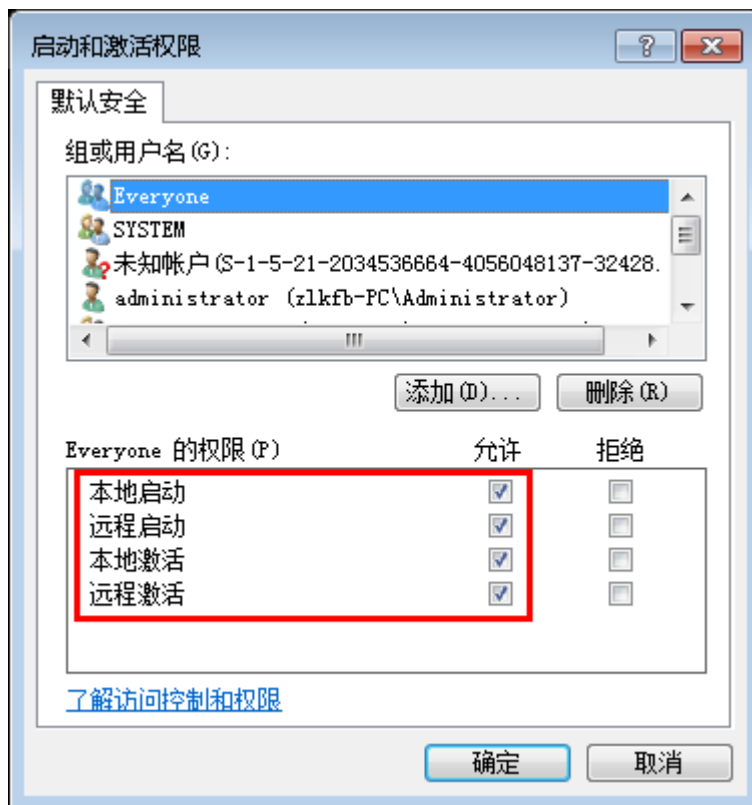 启动和激活权限
默认安全
组或用户名(G):
Everyone
SYSTEM
未知帐户(S-1-5-21-2034536664-4056048137-32428.
administrator (zlkfb-PC\Administrator)
添加(D)... 删除(R)
Everyone 的权限(P) 允许 拒绝
本地启动
远程启动
本地激活
远程激活
了解访问控制和权限
确定 取消